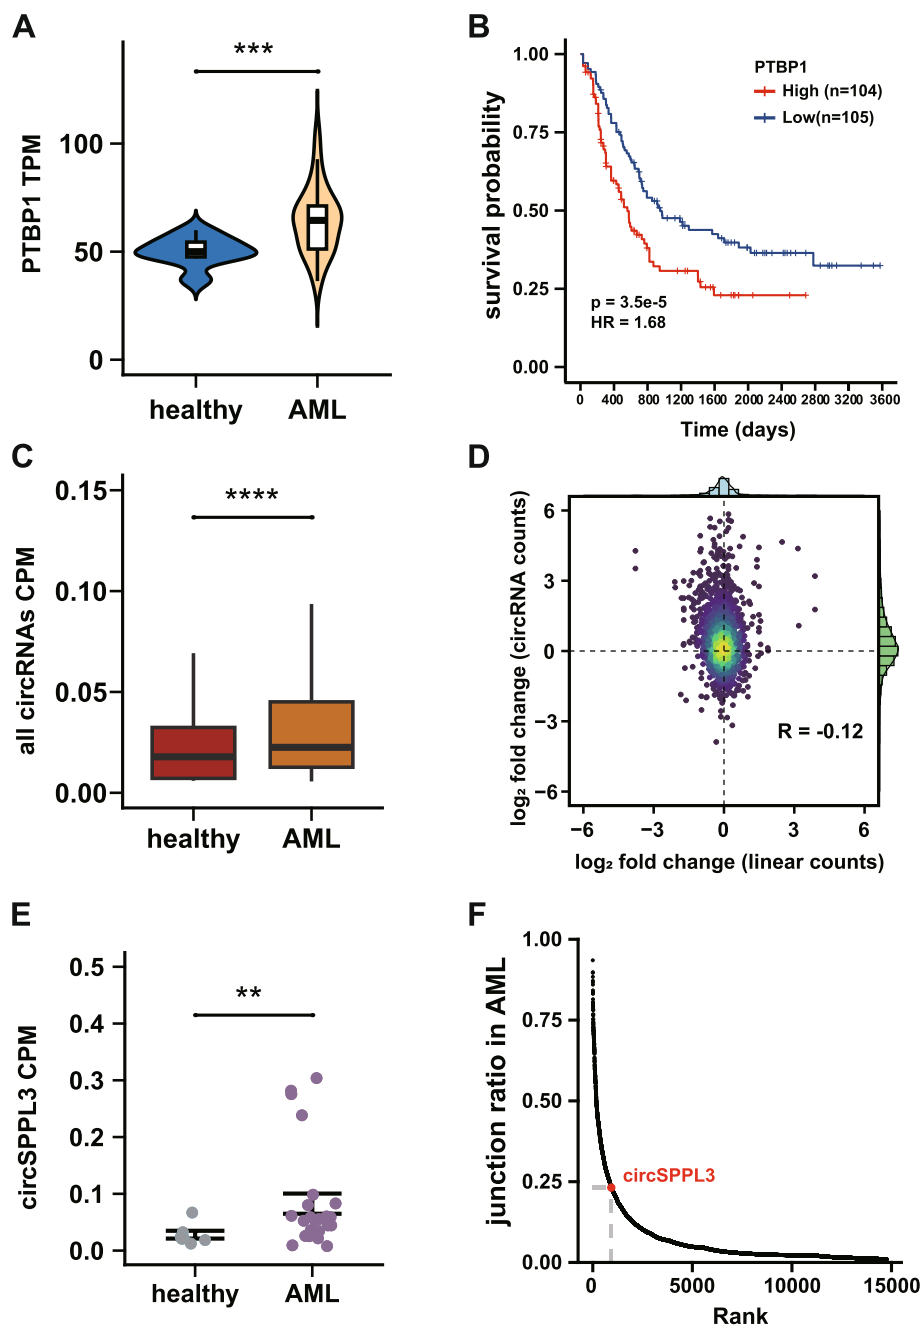 A
***
PTBP1 TPM
100
50
0
healthy
AML
B
survival probability
1.00
0.75
0.50
0.25
0.00
PTBP1
High (n=104)
Low(n=105)
p = 3.5e-5
HR = 1.68
0 400 800 1200 1600 2000 2400 2800 3200 3600
Time (days)
C
all circRNAs CPM
0.15
0.10
0.05
0.00
****
healthy
AML
D
log₂ fold change (circRNA counts)
6
3
0
−3
−6
R = -0.12
−6 −3 0 3 6
log₂ fold change (linear counts)
E
circSPPL3 CPM
0.5
0.4
0.3
0.2
0.1
0.0
**
healthy
AML
F
junction ratio in AML
1.00
0.75
0.50
0.25
0.00
circSPPL3
0 5000 10000 15000
Rank